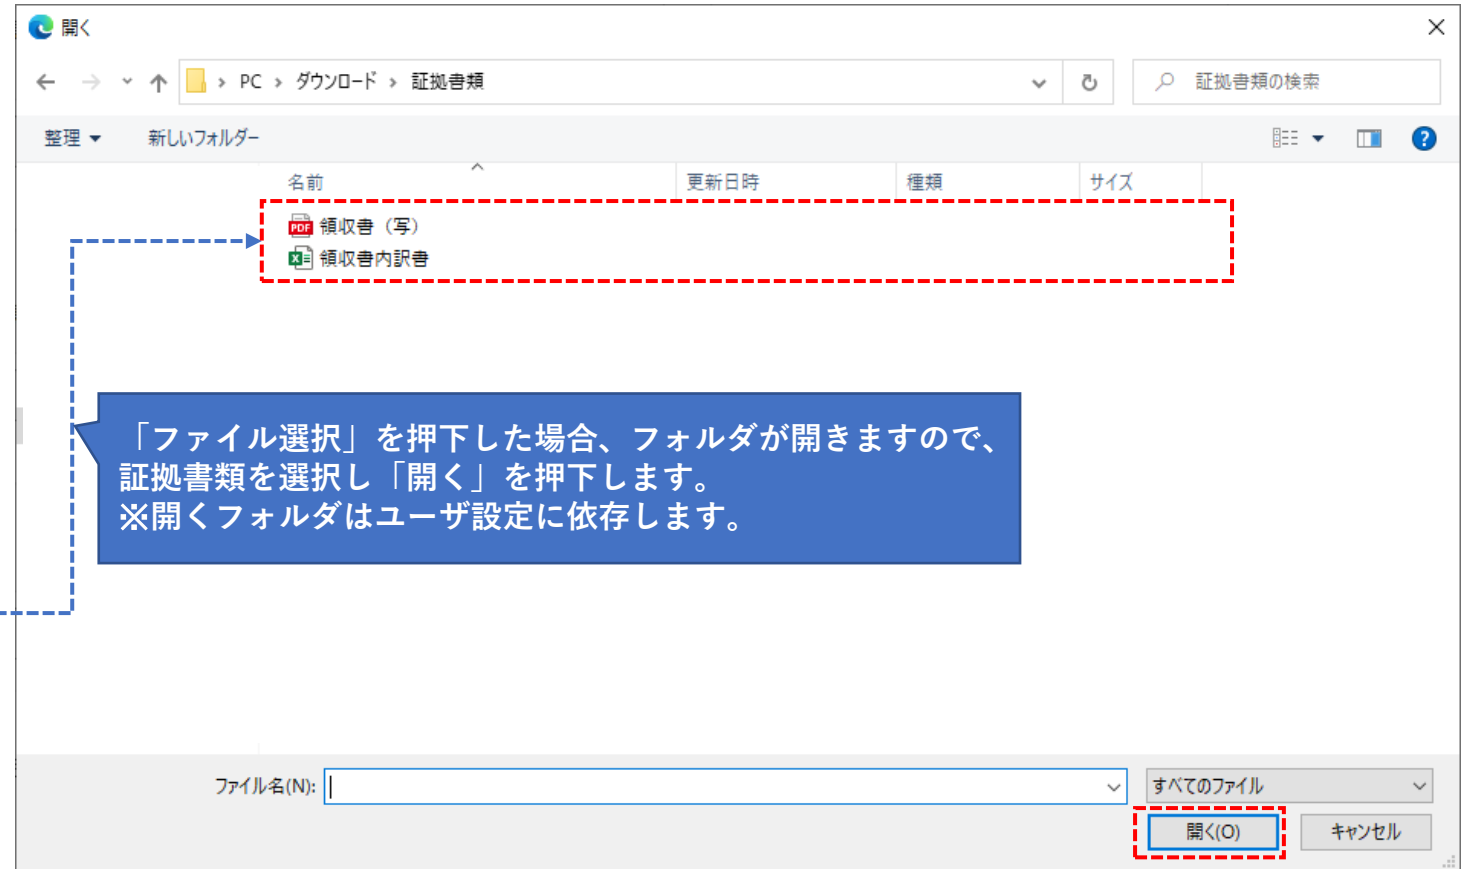 開く
PC > ダウンロード > 証拠書類
証拠書類の検索
整理
新しいフォルダー
名前
更新日時
種類
サイズ
PDF 領収書（写）
X 領収書内訳書
「ファイル選択」を押下した場合、フォルダが開きますので、
証拠書類を選択し「開く」を押下します。
※開くフォルダはユーザ設定に依存します。
ファイル名(N):
すべてのファイル
開く(O)
キャンセル